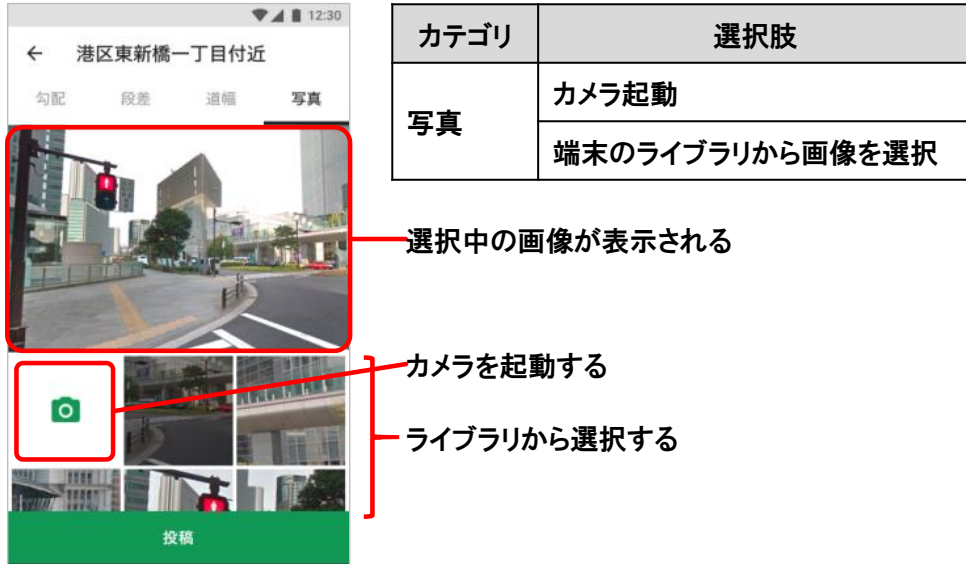 12:30
← 港区東新橋一丁目付近
勾配 段差 道幅 写真
投稿
カテゴリ 選択肢
写真 カメラ起動
端末のライブラリから画像を選択
選択中の画像が表示される
カメラを起動する
ライブラリから選択する